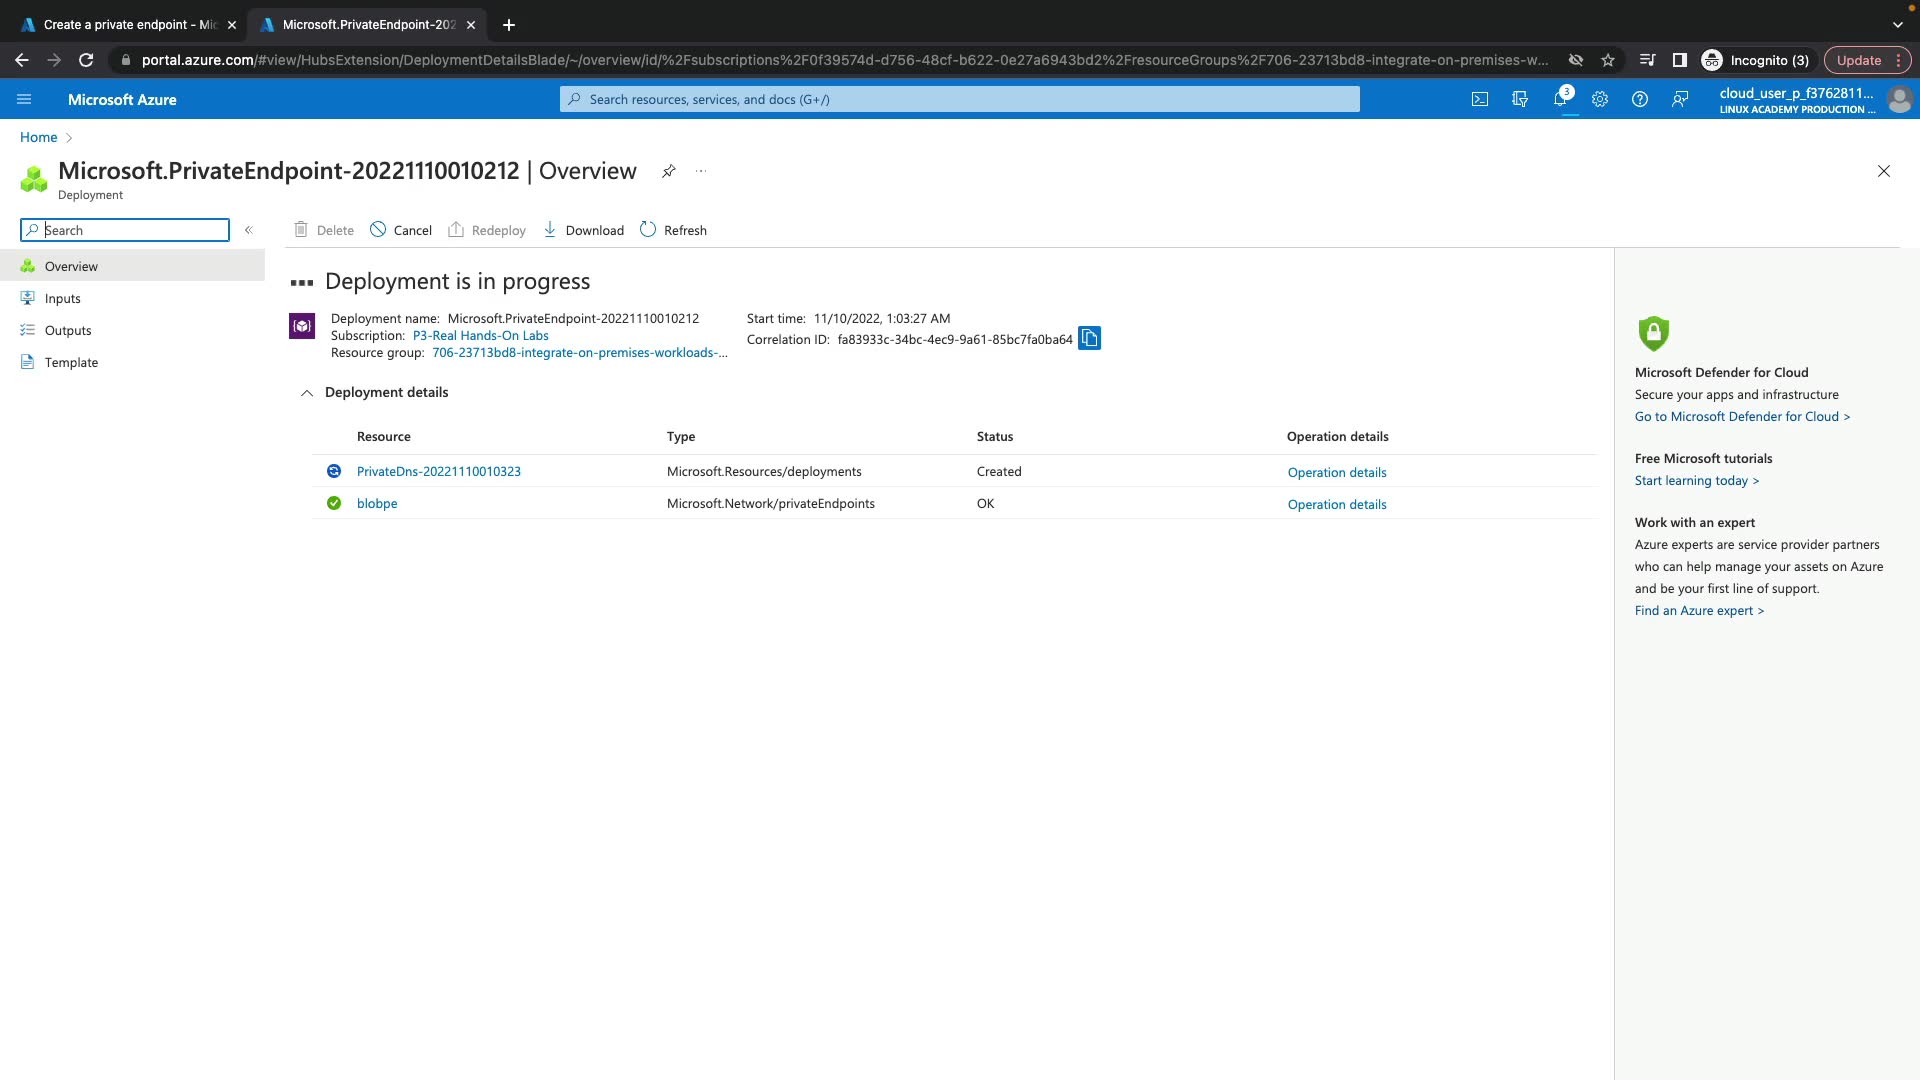 Create a private endpoint - Mic
Microsoft.PrivateEndpoint-202
portal.azure.com/#view/HubsExtension/DeploymentDetailsBlade/~/overview/id/%2Fsubscriptions%2F0f39574d-d756-48cf-b622-0e27a6943bd2%2FresourceGroups%2F706-23713bd8-integrate-on-premises-w...
Incognito (3)
Update
Microsoft Azure
Search resources, services, and docs (G+/)
3
cloud_user_p_f3762811...
LINUX ACADEMY PRODUCTION ...
Home
Microsoft.PrivateEndpoint-20221110010212 | Overview
Deployment
Search
Delete
Cancel
Redeploy
Download
Refresh
Overview
Inputs
Outputs
Template
Deployment is in progress
Deployment name: Microsoft.PrivateEndpoint-20221110010212
Subscription: P3-Real Hands-On Labs
Resource group: 706-23713bd8-integrate-on-premises-workloads-...
Start time: 11/10/2022, 1:03:27 AM
Correlation ID: fa83933c-34bc-4ec9-9a61-85bc7fa0ba64
Deployment details
Resource Type Status Operation details
PrivateDns-20221110010323 Microsoft.Resources/deployments Created Operation details
blobpe Microsoft.Network/privateEndpoints OK Operation details
Microsoft Defender for Cloud
Secure your apps and infrastructure
Go to Microsoft Defender for Cloud >
Free Microsoft tutorials
Start learning today >
Work with an expert
Azure experts are service provider partners
who can help manage your assets on Azure
and be your first line of support.
Find an Azure expert >